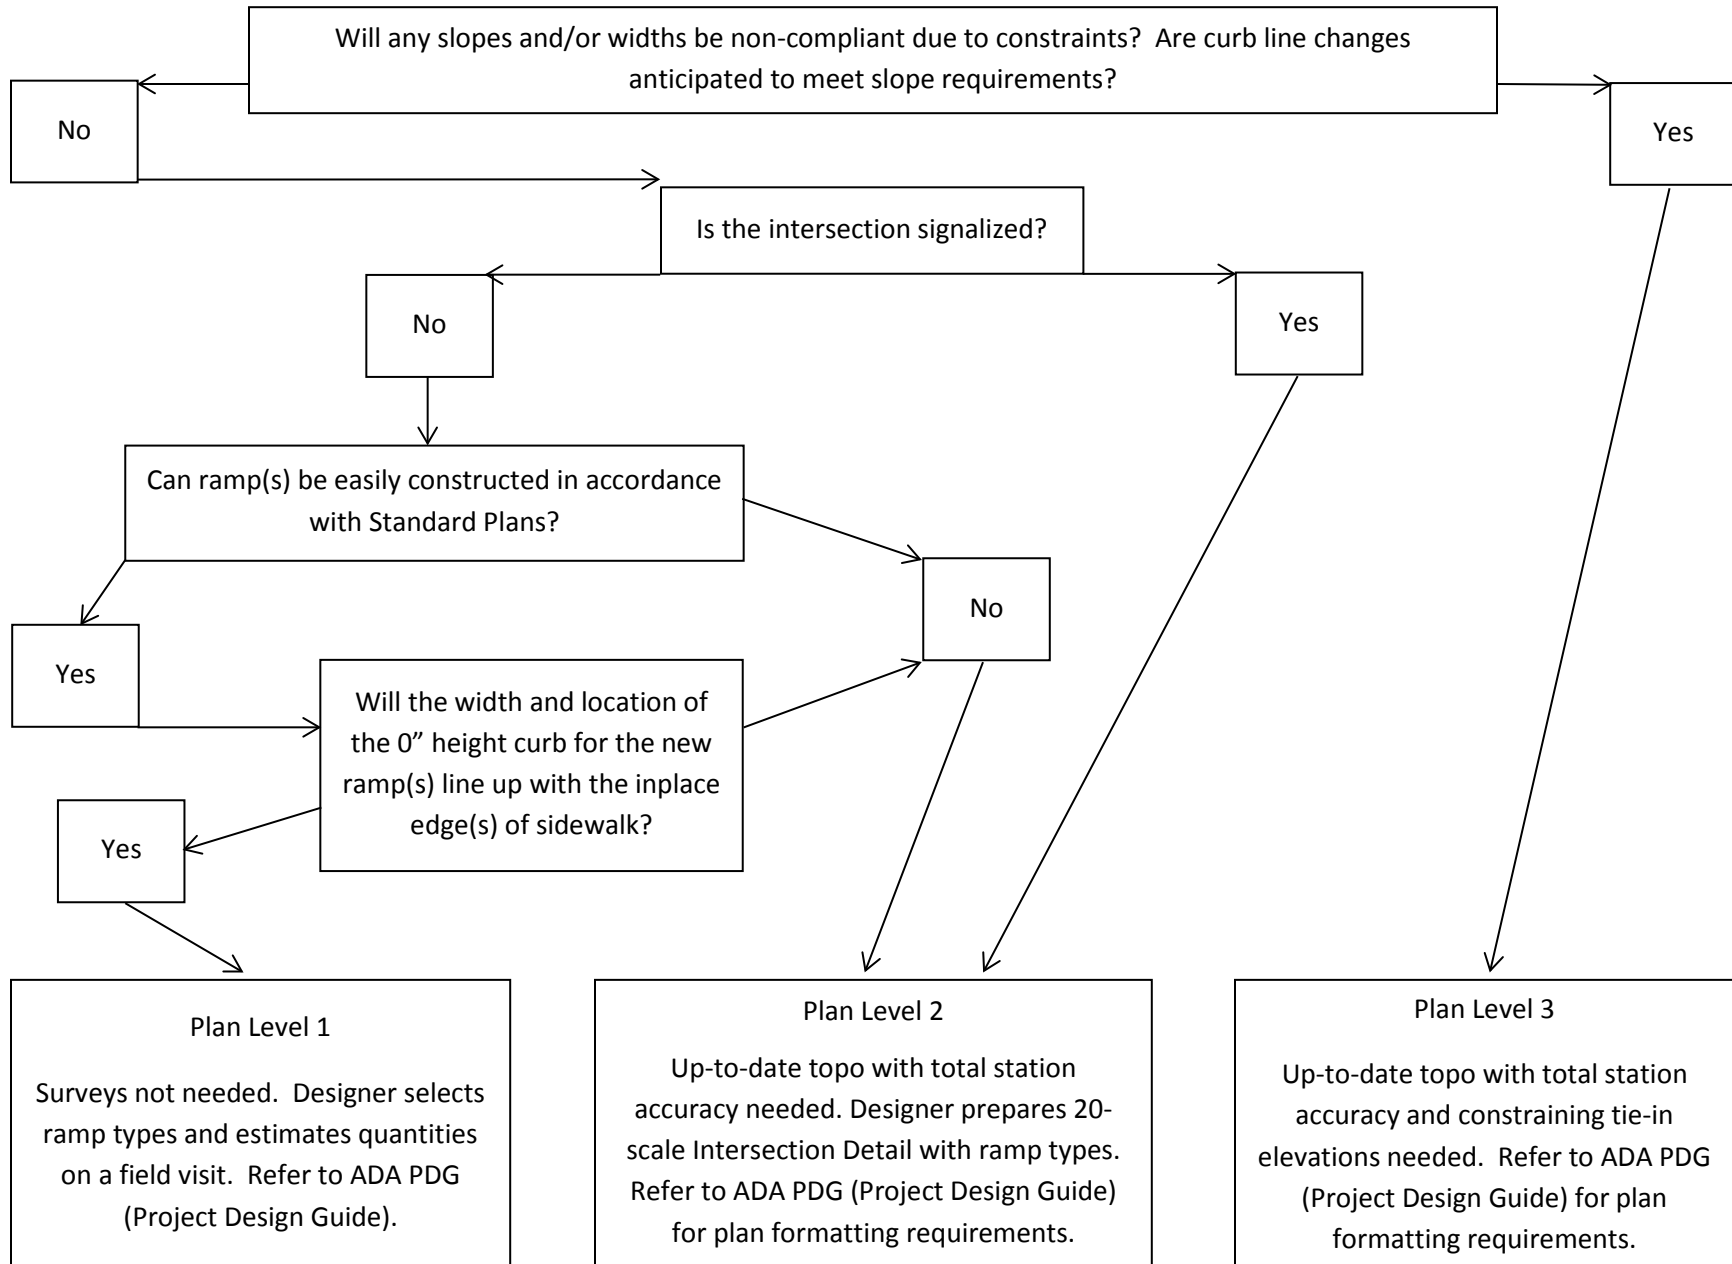 Will any slopes and/or widths be non-compliant due to constraints?  Are curb line changes
anticipated to meet slope requirements?
No
Yes
Is the intersection signalized?
No
Yes
Can ramp(s) be easily constructed in accordance
with Standard Plans?
No
Yes
Will the width and location of
the 0” height curb for the new
ramp(s) line up with the inplace
edge(s) of sidewalk?
Yes
Plan Level 1
Surveys not needed.  Designer selects
ramp types and estimates quantities
on a field visit.  Refer to ADA PDG
(Project Design Guide).
Plan Level 2
Up-to-date topo with total station
accuracy needed. Designer prepares 20-
scale Intersection Detail with ramp types.
Refer to ADA PDG (Project Design Guide)
for plan formatting requirements.
Plan Level 3
Up-to-date topo with total station
accuracy and constraining tie-in
elevations needed.  Refer to ADA PDG
(Project Design Guide) for plan
formatting requirements.